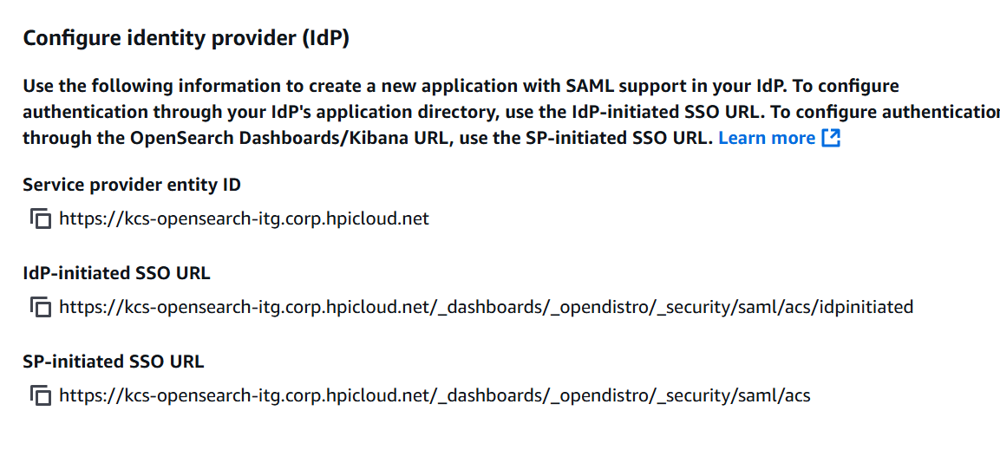 Configure identity provider (IdP)
Use the following information to create a new application with SAML support in your IdP. To configure
authentication through your IdP's application directory, use the IdP-initiated SSO URL. To configure authentication
through the OpenSearch Dashboards/Kibana URL, use the SP-initiated SSO URL. Learn more
Service provider entity ID
https://kcs-opensearch-itg.corp.hpicloud.net
IdP-initiated SSO URL
https://kcs-opensearch-itg.corp.hpicloud.net/_dashboards/_opendistro/_security/saml/acs/idpinitiated
SP-initiated SSO URL
https://kcs-opensearch-itg.corp.hpicloud.net/_dashboards/_opendistro/_security/saml/acs